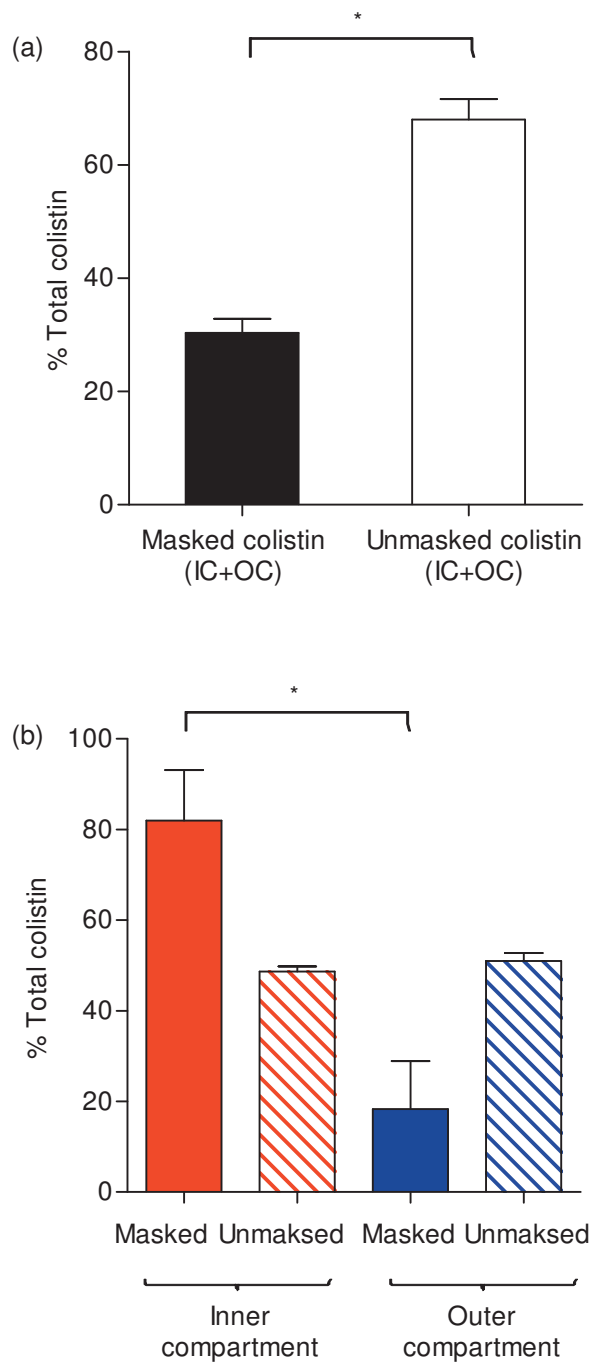 (a)
*
80
60
40
20
0
% Total colistin
Masked colistin
(IC+OC)
Unmasked colistin
(IC+OC)
(b)
*
100
80
60
40
20
0
% Total colistin
Masked Unmaksed Masked Unmaksed
Inner
compartment
Outer
compartment